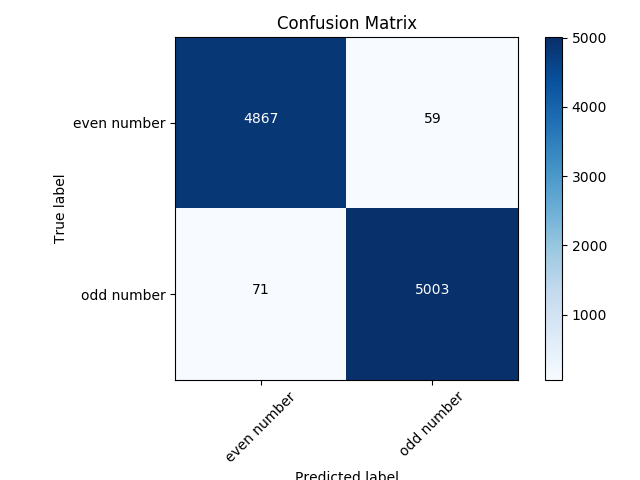 Confusion Matrix
True label
even number
4867
59
odd number
71
5003
even number
odd number
Predicted label
5000
4000
3000
2000
1000